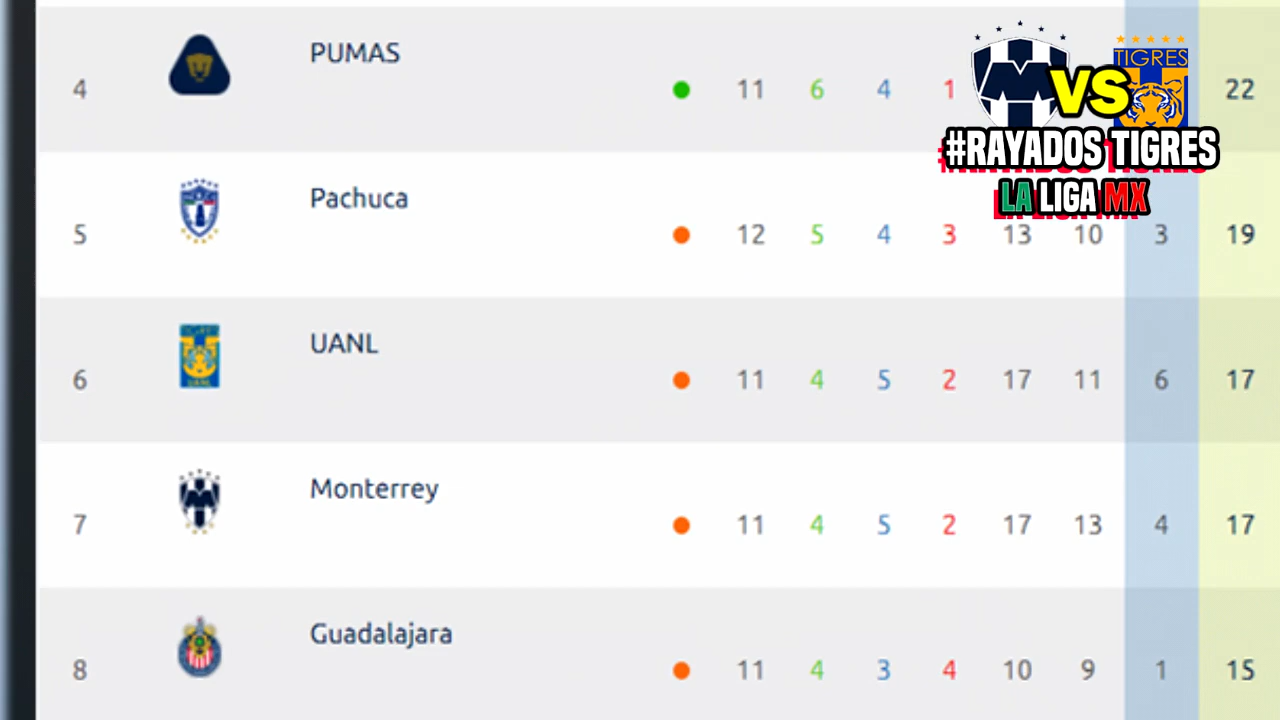 PUMAS
4 11 6 4 1 22
TIGRES
VS
#RAYADOS TIGRES
LA LIGA MX
Pachuca
5 12 5 4 3 13 10 3 19
UANL
6 11 4 5 2 17 11 6 17
Monterrey
7 11 4 5 2 17 13 4 17
Guadalajara
8 11 4 3 4 10 9 1 15